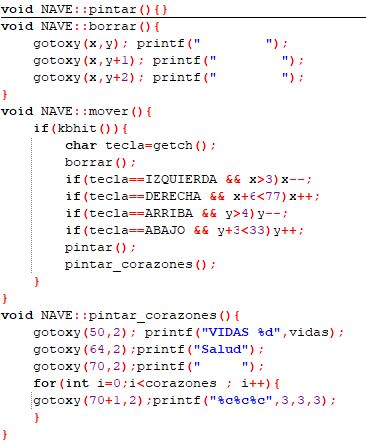 void NAVE::pintar(){}
void NAVE::borrar(){
    gotoxy(x,y); printf("        ");
    gotoxy(x,y+1); printf("        ");
    gotoxy(x,y+2); printf("        ");
}
void NAVE::mover(){
    if(kbhit()){
        char tecla=getch();
        borrar();
        if(tecla==IZQUIERDA && x>3)x--;
        if(tecla==DERECHA && x+6<77)x++;
        if(tecla==ARRIBA && y>4)y--;
        if(tecla==ABAJO && y+3<33)y++;
        pintar();
        pintar_corazones();
    }
}
void NAVE::pintar_corazones(){
    gotoxy(50,2); printf("VIDAS %d",vidas);
    gotoxy(64,2);printf("Salud");
    gotoxy(70,2);printf("     ");
    for(int i=0;i<corazones ; i++){
    gotoxy(70+1,2);printf("%c%c%c",3,3,3);
    }
}